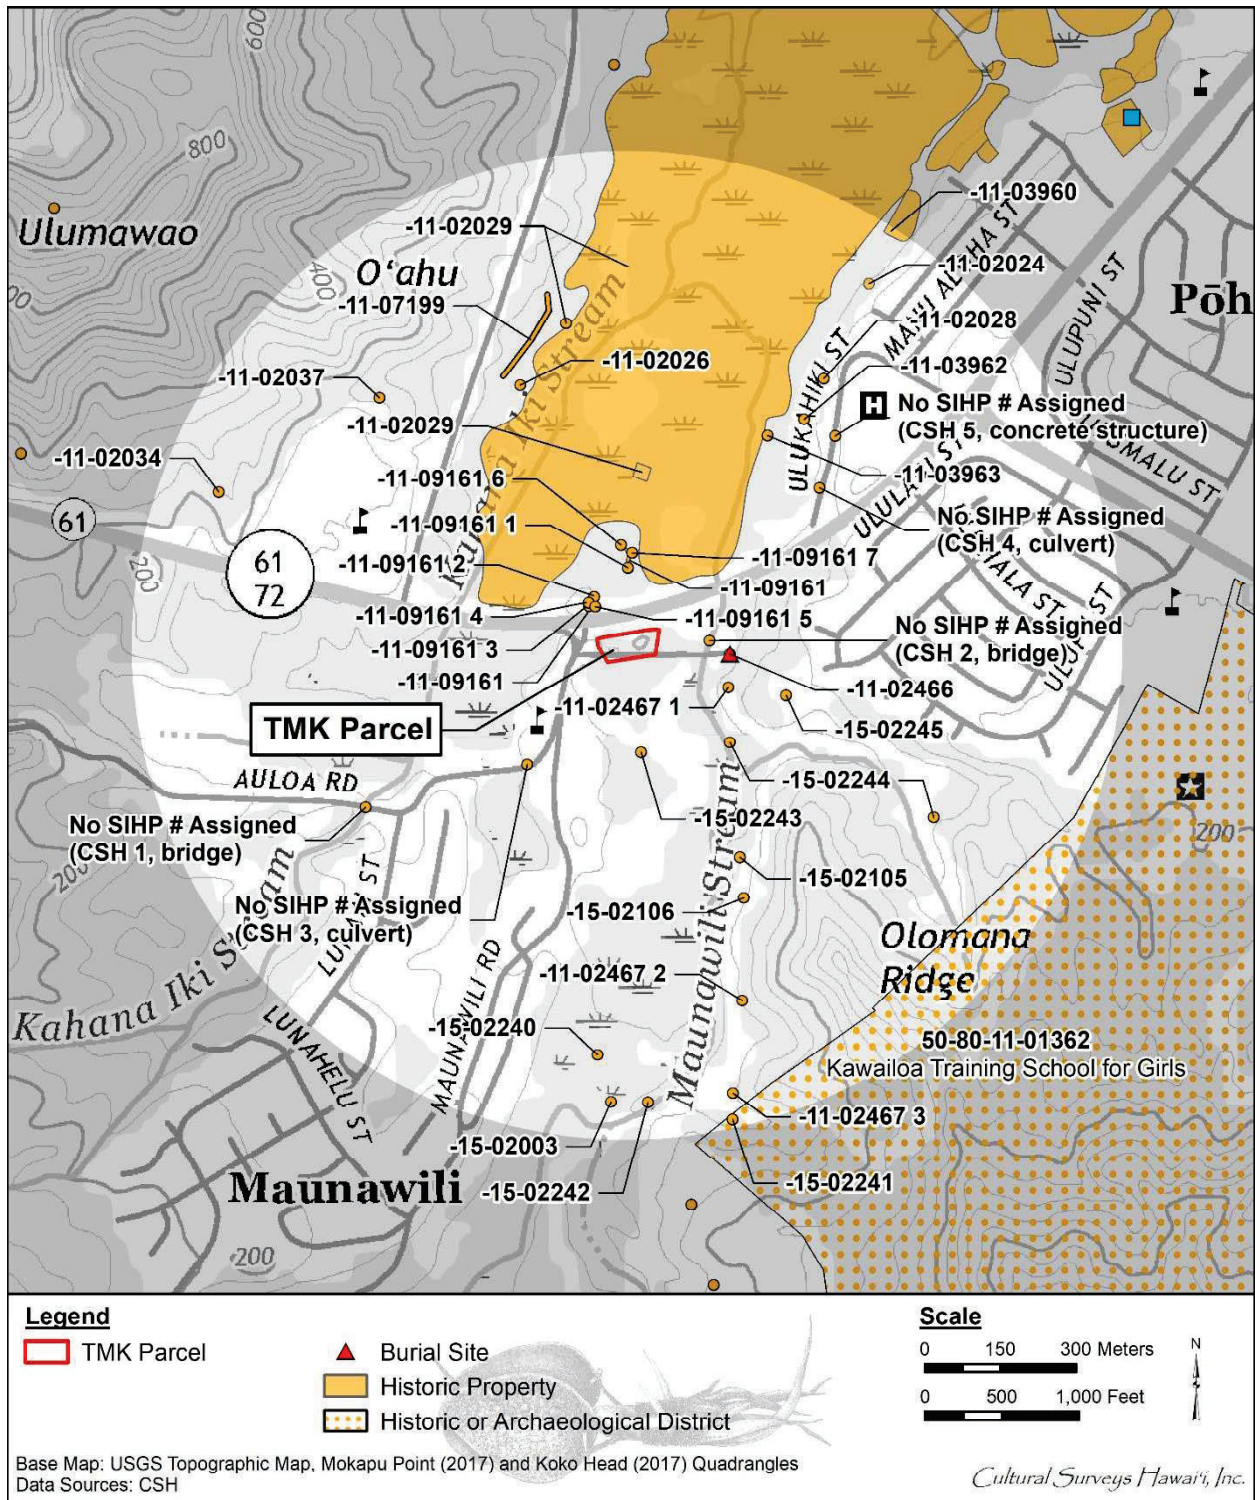 600
800
Ulumawao
400
O‘ahu
-11-02029
-11-07199
-11-02037
-11-02026
-11-02029
-11-02034
-11-09161 6
-11-09161 1
-11-09161 2
-11-09161 4
-11-09161 3
-11-09161
61
61
72
200
Iki Stream
-11-03960
-11-02024
-11-02028
-11-03962
H
No SIHP # Assigned
(CSH 5, concrete structure)
-11-03963
No SIHP # Assigned
(CSH 4, culvert)
ULUKAHIKI ST
ULUPUNI ST
Pōh
-11-09161 7
-11-09161
-11-09161 5
No SIHP # Assigned
(CSH 2, bridge)
-11-02466
-11-02467 1
-15-02245
TMK Parcel
AULOA RD
-15-02244
-15-02243
No SIHP # Assigned
(CSH 1, bridge)
200
200
No SIHP # Assigned
(CSH 3, culvert)
-15-02105
-15-02106
Olomana
Ridge
-11-02467 2
Kahana Iki Stream
LUNAHELU ST
MAUNAWILI RD
Maunawili Stream
-15-02240
50-80-11-01362
Kawailoa Training School for Girls
-11-02467 3
-15-02003
-15-02242
-15-02241
Maunawili
200
Legend
TMK Parcel
Burial Site
Historic Property
Historic or Archaeological District
Scale
0 150 300 Meters
0 500 1,000 Feet
N
Base Map: USGS Topographic Map, Mokapu Point (2017) and Koko Head (2017) Quadrangles
Data Sources: CSH
Cultural Surveys Hawai‘i, Inc.